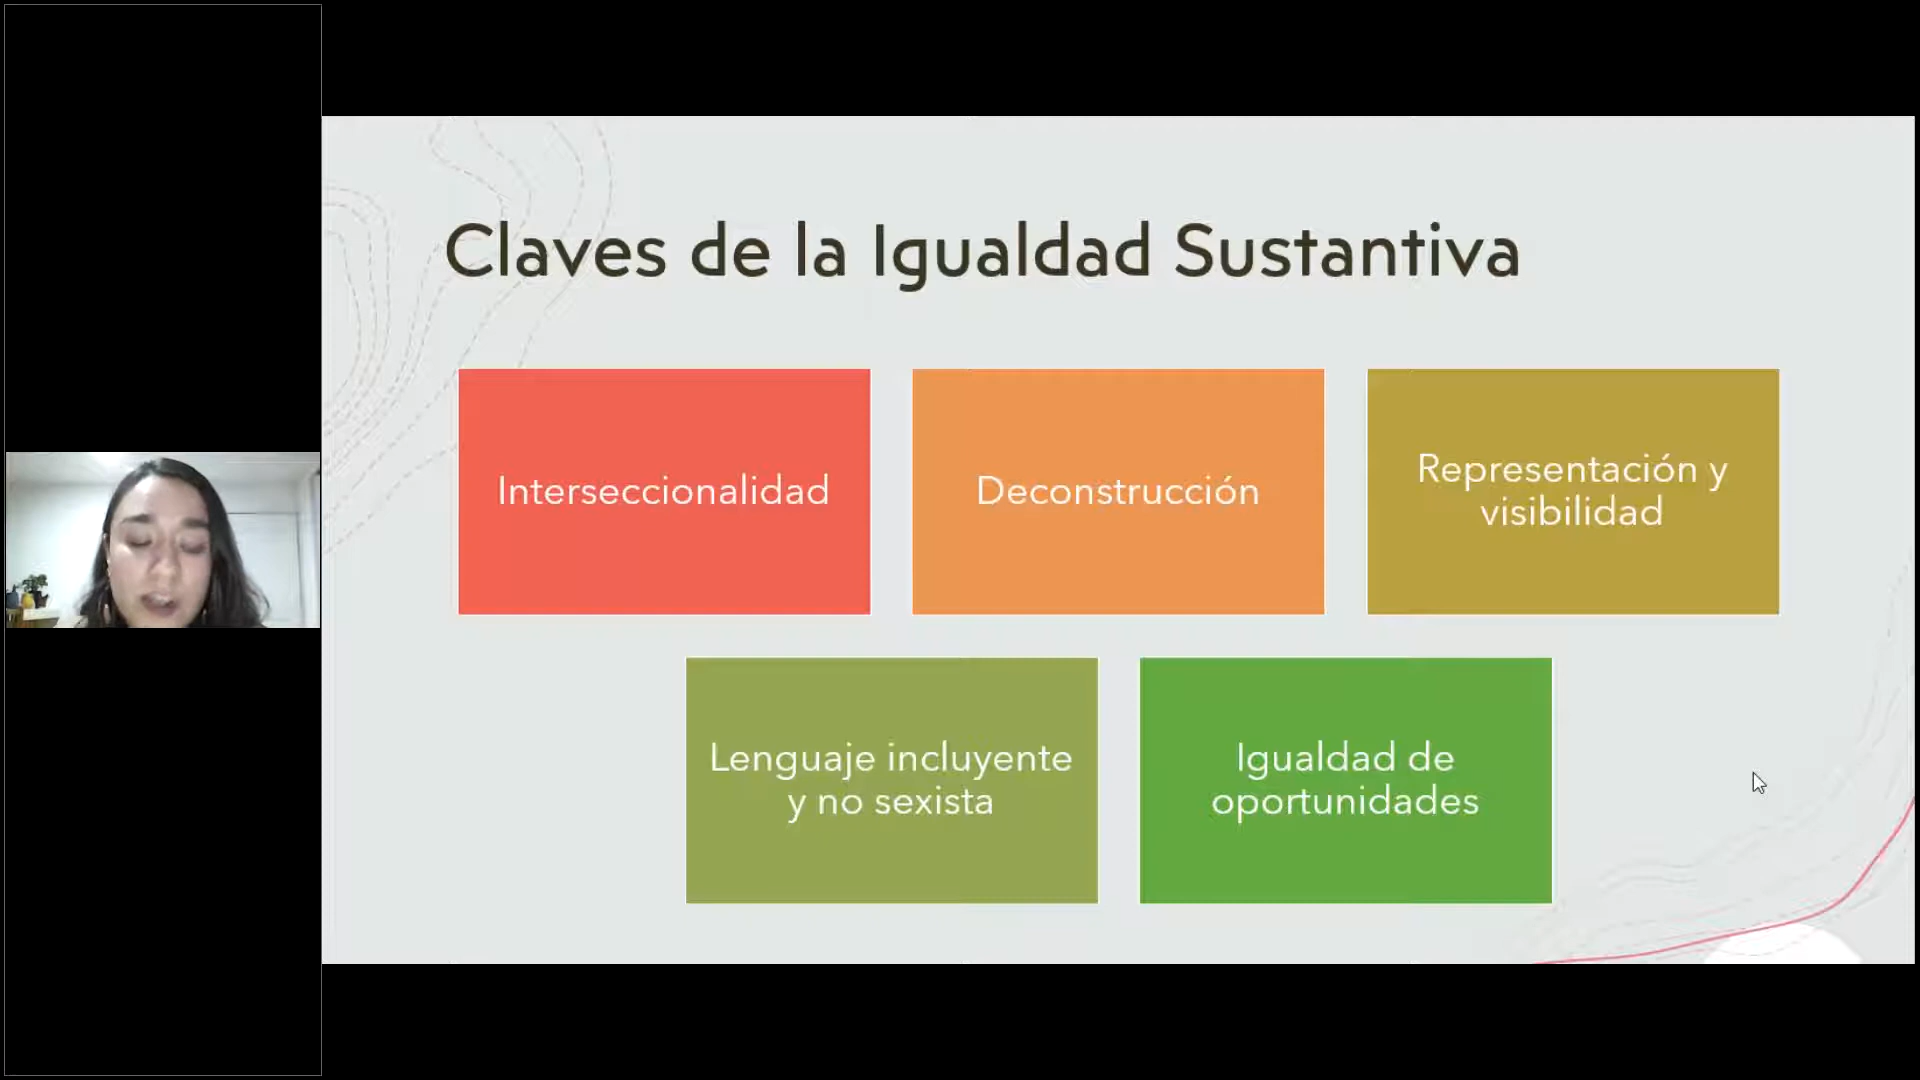 Claves de la Igualdad Sustantiva
Interseccionalidad
Deconstrucción
Representación y
visibilidad
Lenguaje incluyente
y no sexista
Igualdad de
oportunidades